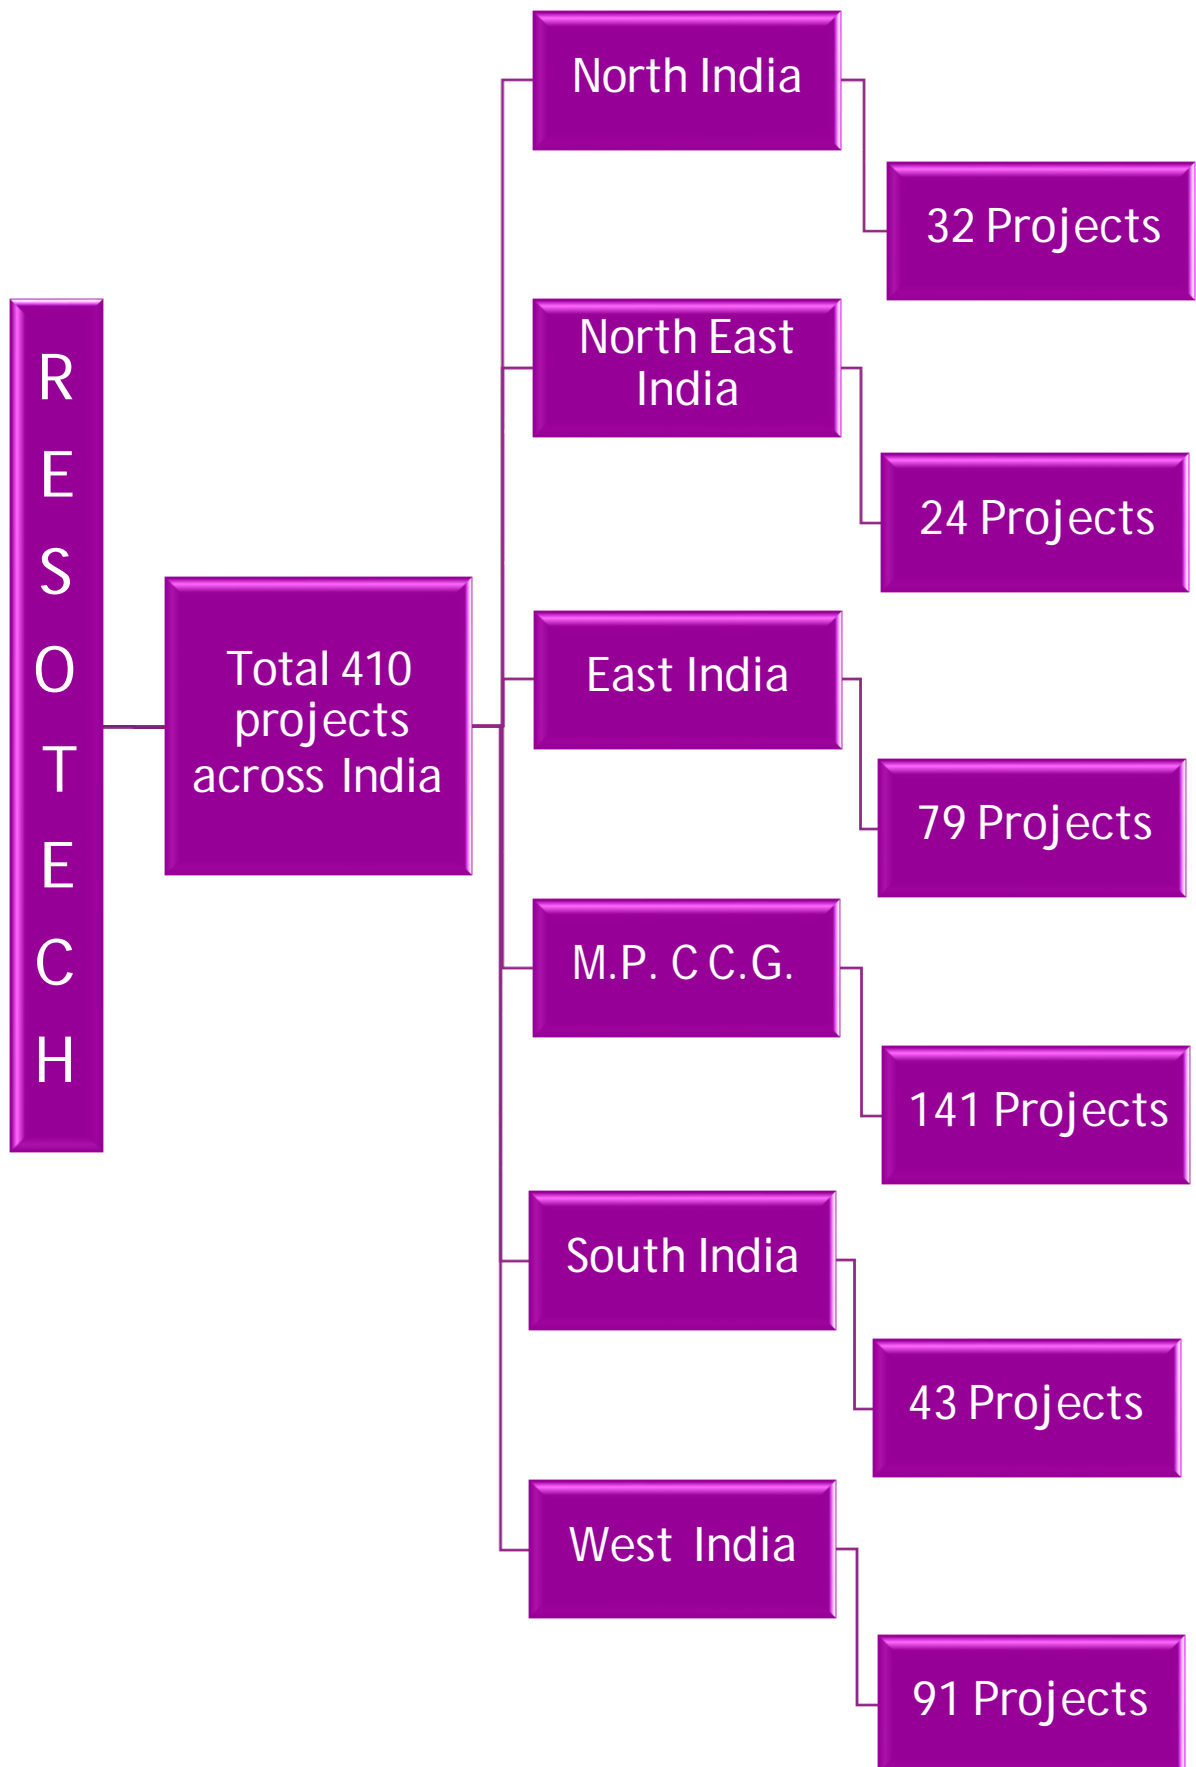 RESOTECH
Total 410
projects
across India
North India
32 Projects
North East
India
24 Projects
East India
79 Projects
M.P. C C.G.
141 Projects
South India
43 Projects
West India
91 Projects